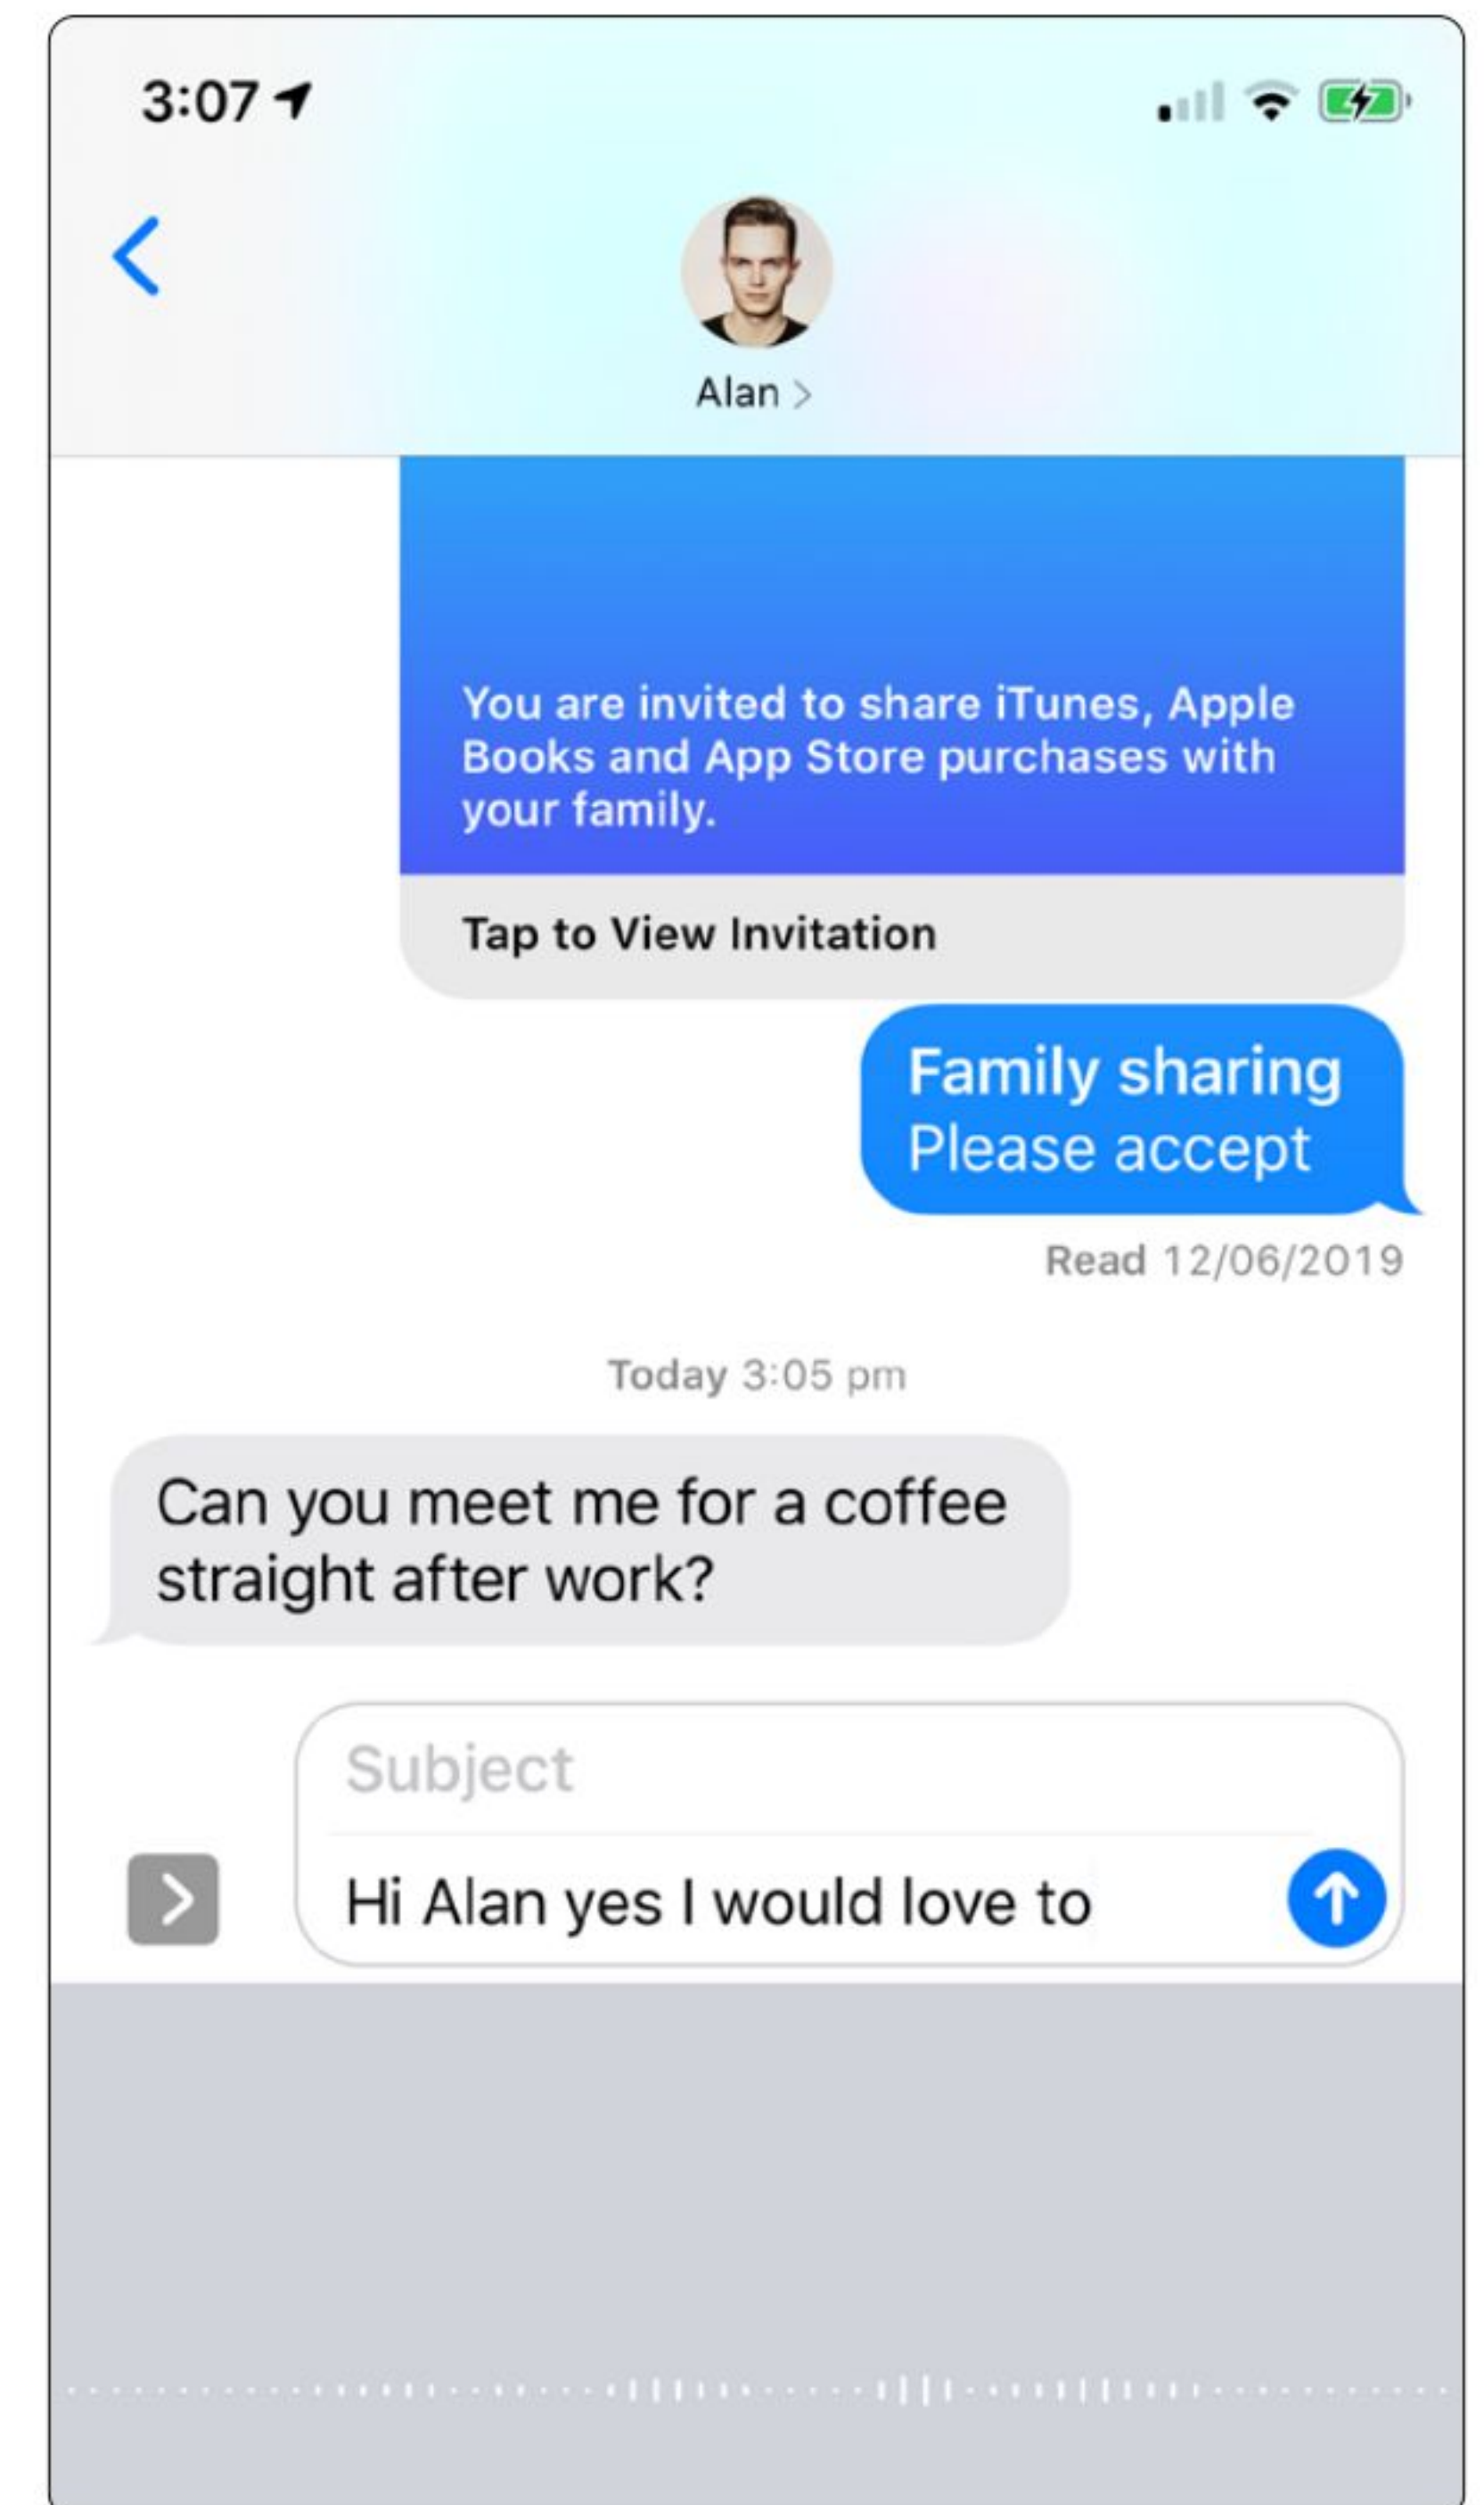 3:07
Alan >
You are invited to share iTunes, Apple
Books and App Store purchases with
your family.
Tap to View Invitation
Family sharing
Please accept
Read 12/06/2019
Today 3:05 pm
Can you meet me for a coffee
straight after work?
Subject
Hi Alan yes I would love to